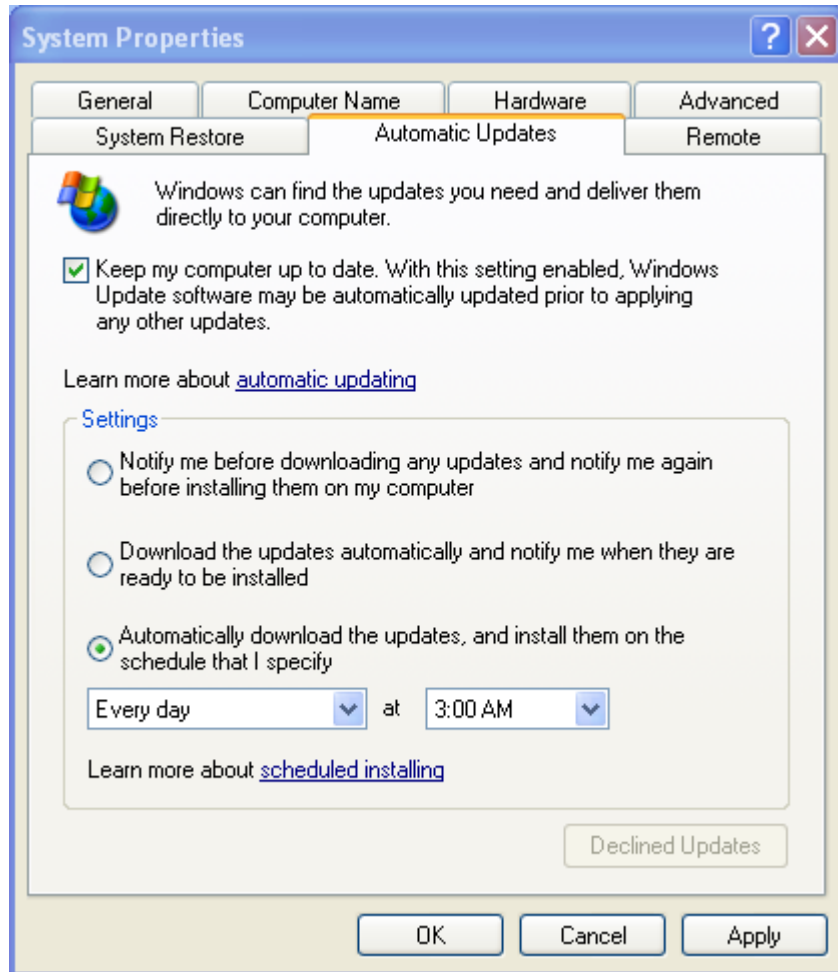 System Properties
General Computer Name Hardware Advanced
System Restore Automatic Updates Remote
Windows can find the updates you need and deliver them
directly to your computer.
Keep my computer up to date. With this setting enabled, Windows
Update software may be automatically updated prior to applying
any other updates.
Learn more about automatic updating
Settings
Notify me before downloading any updates and notify me again
before installing them on my computer
Download the updates automatically and notify me when they are
ready to be installed
Automatically download the updates, and install them on the
schedule that I specify
Every day at 3:00 AM
Learn more about scheduled installing
Declined Updates
OK Cancel Apply